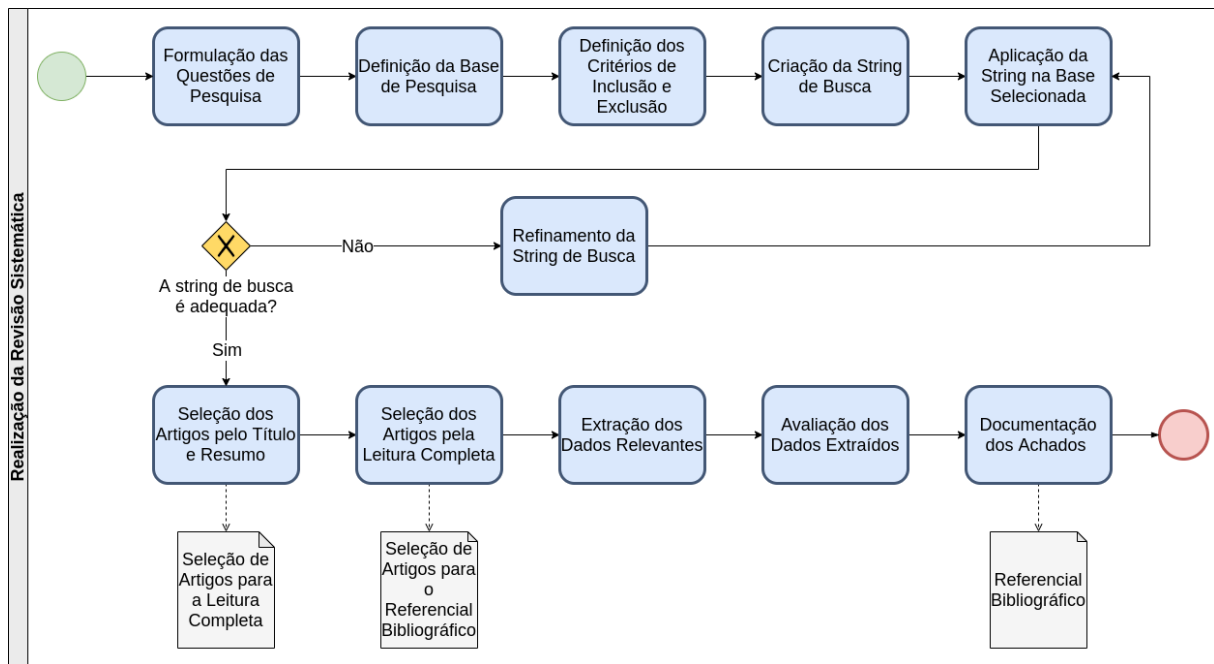 Realização da Revisão Sistemática
Formulação das
Questões de
Pesquisa
Definição da Base
de Pesquisa
Definição dos
Critérios de
Inclusão e
Exclusão
Criação da String
de Busca
Aplicação da
String na Base
Selecionada
Não
Refinamento da
String de Busca
A string de busca
é adequada?
Sim
Seleção dos
Artigos pelo Título
e Resumo
Seleção dos
Artigos pela
Leitura Completa
Extração dos
Dados Relevantes
Avaliação dos
Dados Extraídos
Documentação
dos Achados
Seleção de
Artigos para
a Leitura
Completa
Seleção de
Artigos para
o
Referencial
Bibliográfico
Referencial
Bibliográfico